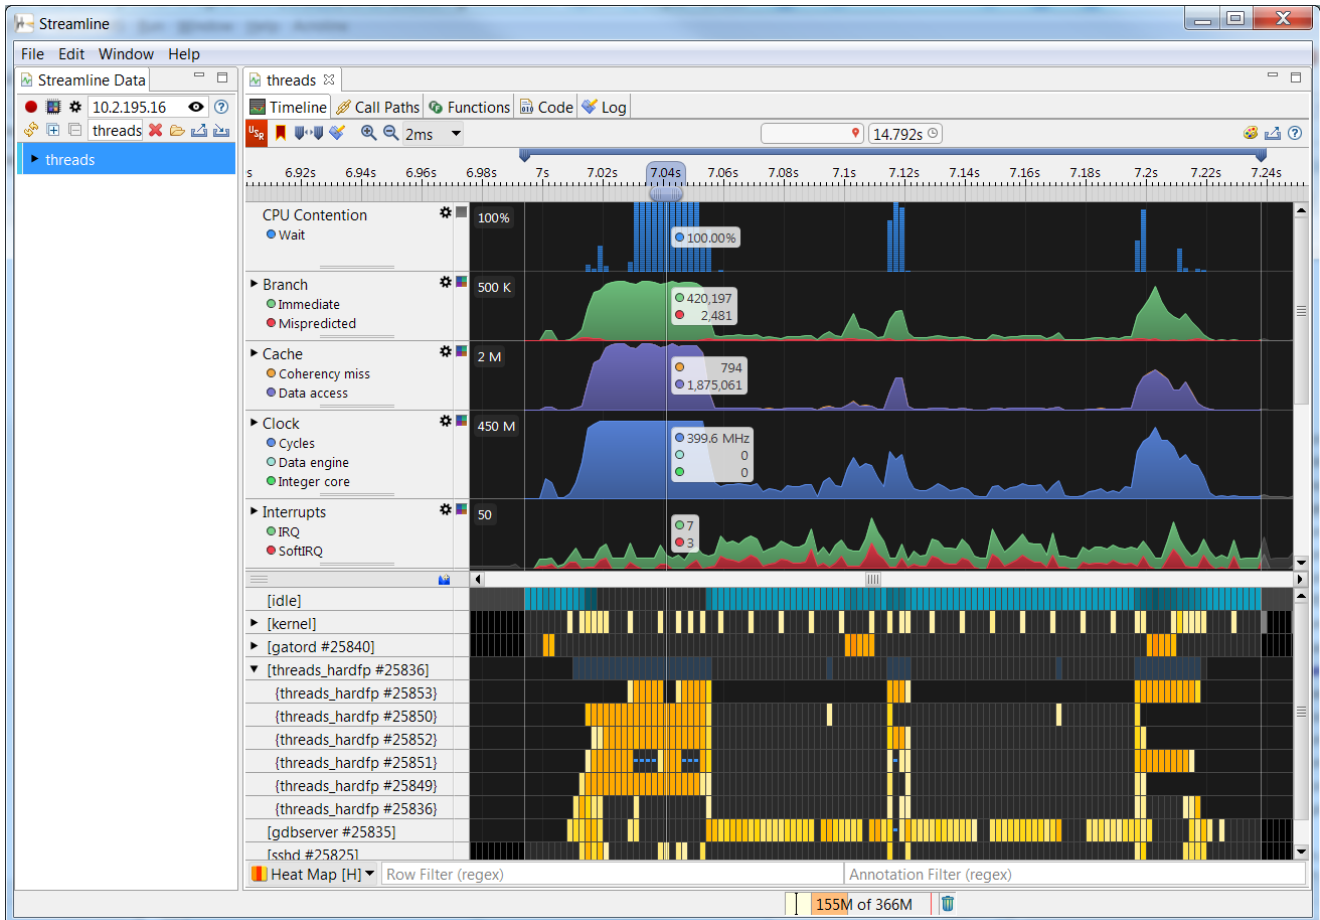 Streamline
File Edit Window Help
Streamline Data
threads
10.2.195.16
Timeline Call Paths Functions Code Log
threads
USR 2ms 14.792s
threads
s 6.92s 6.94s 6.96s 6.98s 7s 7.02s 7.04s 7.06s 7.08s 7.1s 7.12s 7.14s 7.16s 7.18s 7.2s 7.22s 7.24s
CPU Contention 100%
Wait 100.00%
Branch 500 K
Immediate 420,197
Mispredicted 2,481
Cache 2 M
Coherency miss 794
Data access 1,875,061
Clock 450 M
Cycles 399.6 MHz
Data engine 0
Integer core 0
Interrupts 50
IRQ 7
SoftIRQ 3
[idle]
[kernel]
[gatord #25840]
[threads_hardfp #25836]
{threads_hardfp #25853}
{threads_hardfp #25850}
{threads_hardfp #25852}
{threads_hardfp #25851}
{threads_hardfp #25849}
{threads_hardfp #25836}
[gdbserver #25835]
[sshd #25825]
Heat Map [H] Row Filter (regex) Annotation Filter (regex)
155M of 366M